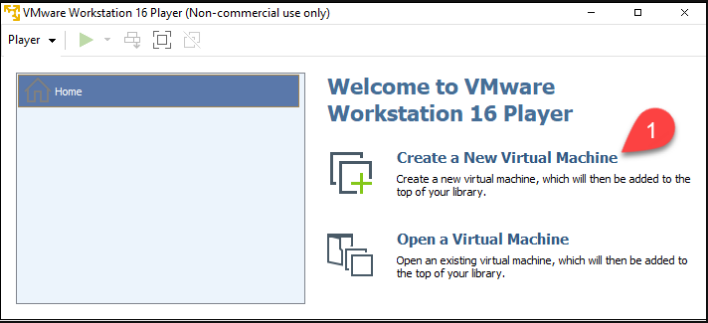 VMware Workstation 16 Player (Non-commercial use only)
Player
Home
Welcome to VMware
Workstation 16 Player
1
Create a New Virtual Machine
Create a new virtual machine, which will then be added to the
top of your library.
Open a Virtual Machine
Open an existing virtual machine, which will then be added to
the top of your library.